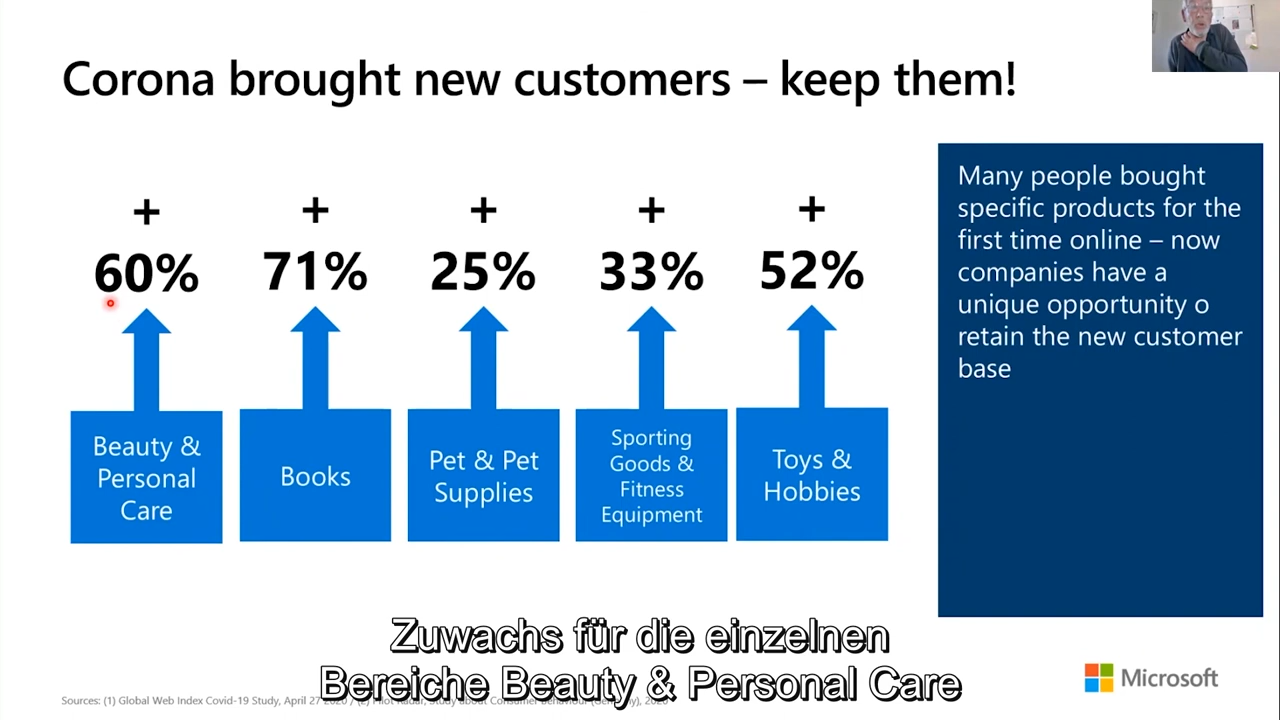 Corona brought new customers – keep them!
+
60%
+
71%
+
25%
+
33%
+
52%
Beauty &
Personal
Care
Books
Pet & Pet
Supplies
Sporting
Goods &
Fitness
Equipment
Toys &
Hobbies
Many people bought
specific products for the
first time online – now
companies have a
unique opportunity o
retain the new customer
base
Zuwachs für die einzelnen
Bereiche Beauty & Personal Care
Sources: (1) Global Web Index Covid-19 Study, April 27
Microsoft